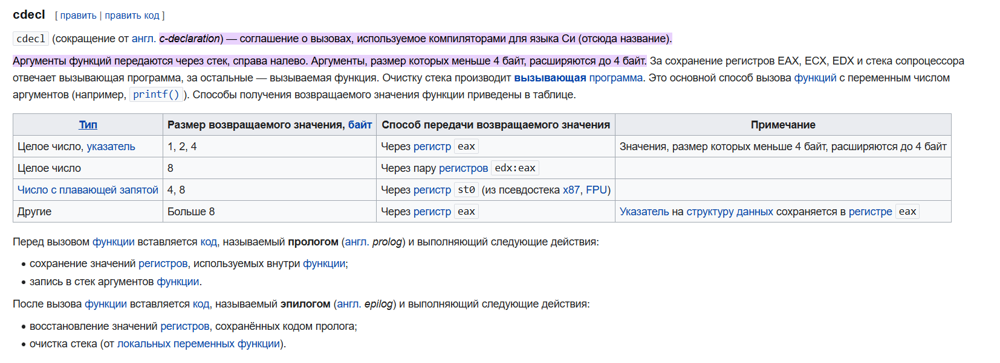 cdecl [ править | править код ]
cdecl (сокращение от англ. c-declaration) — соглашение о вызовах, используемое компиляторами для языка Си (отсюда название).
Аргументы функций передаются через стек, справа налево. Аргументы, размер которых меньше 4 байт, расширяются до 4 байт. За сохранение регистров EAX, ECX, EDX и стека сопроцессора
отвечает вызывающая программа, за остальные — вызываемая функция. Очистку стека производит вызывающая программа. Это основной способ вызова функций с переменным числом
аргументов (например, printf()). Способы получения возвращаемого значения функции приведены в таблице.
Тип Размер возвращаемого значения, байт Способ передачи возвращаемого значения Примечание
Целое число, указатель 1, 2, 4 Через регистр eax Значения, размер которых меньше 4 байт, расширяются до 4 байт
Целое число 8 Через пару регистров edx:eax
Число с плавающей запятой 4, 8 Через регистр st0 (из псевдостека x87, FPU)
Другие Больше 8 Через регистр eax Указатель на структуру данных сохраняется в регистре eax
Перед вызовом функции вставляется код, называемый прологом (англ. prolog) и выполняющий следующие действия:
• сохранение значений регистров, используемых внутри функции;
• запись в стек аргументов функции.
После вызова функции вставляется код, называемый эпилогом (англ. epilog) и выполняющий следующие действия:
• восстановление значений регистров, сохранённых кодом пролога;
• очистка стека (от локальных переменных функции).